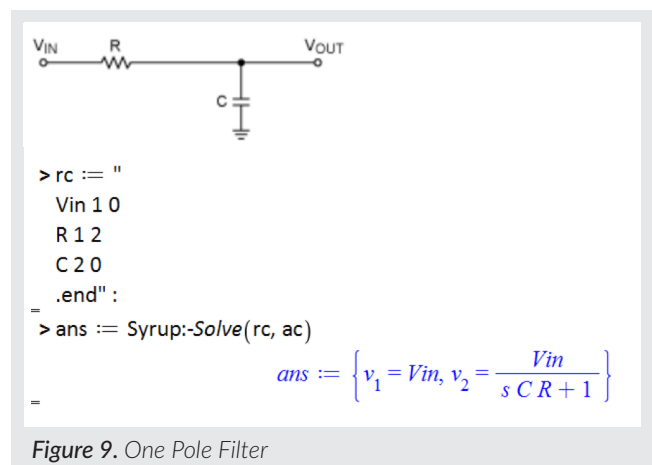 VIN R VOUT
C
> rc := "
Vin 1 0
R 1 2
C 2 0
.end" :
> ans := Syrup:-Solve(rc, ac)
ans := {v₁ = Vin, v₂ = Vin / (s C R + 1)}
Figure 9. One Pole Filter